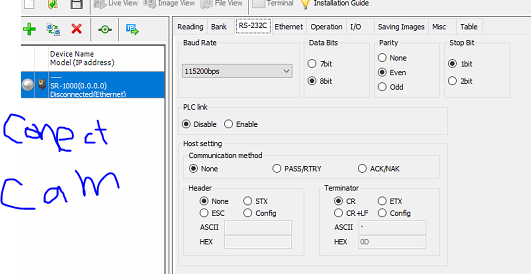 Live View Image View File View Terminal Installation Guide
Reading Bank RS-232C Ethernet Operation I/O Saving Images Misc Table
Device Name
Model (IP address)
----
SR-1000(0.0.0.0)
Disconnected(Ethernet)
Conect
Cam
Baud Rate
115200bps
Data Bits
7bit
8bit
Parity
None
Even
Odd
Stop Bit
1bit
2bit
PLC link
Disable Enable
Host setting
Communication method
None PASS/RTRY ACK/NAK
Header
None STX
ESC Config
ASCII
HEX
Terminator
CR ETX
CR+LF Config
ASCII .
HEX 0D